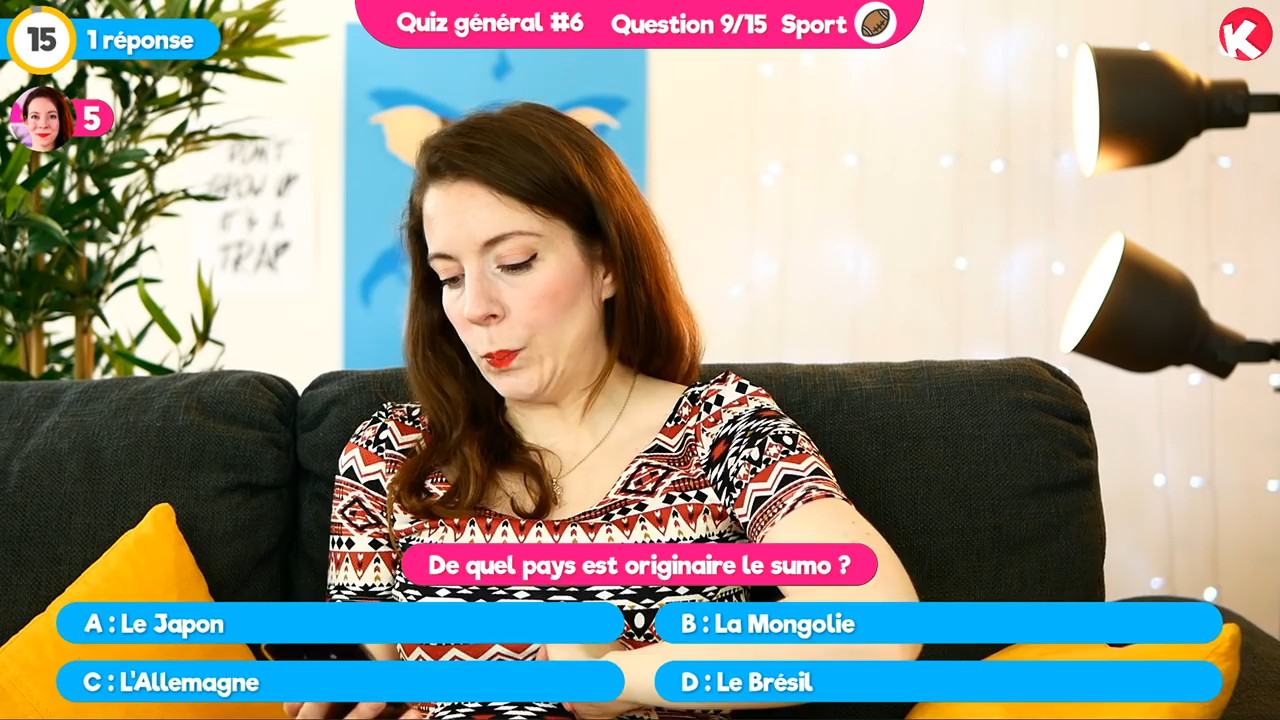 Quiz général #6 Question 9/15 Sport
15 1 réponse
K
5
DON'T
GROW UP
IT'S A
TRAP
De quel pays est originaire le sumo ?
A : Le Japon
B : La Mongolie
C : L'Allemagne
D : Le Brésil